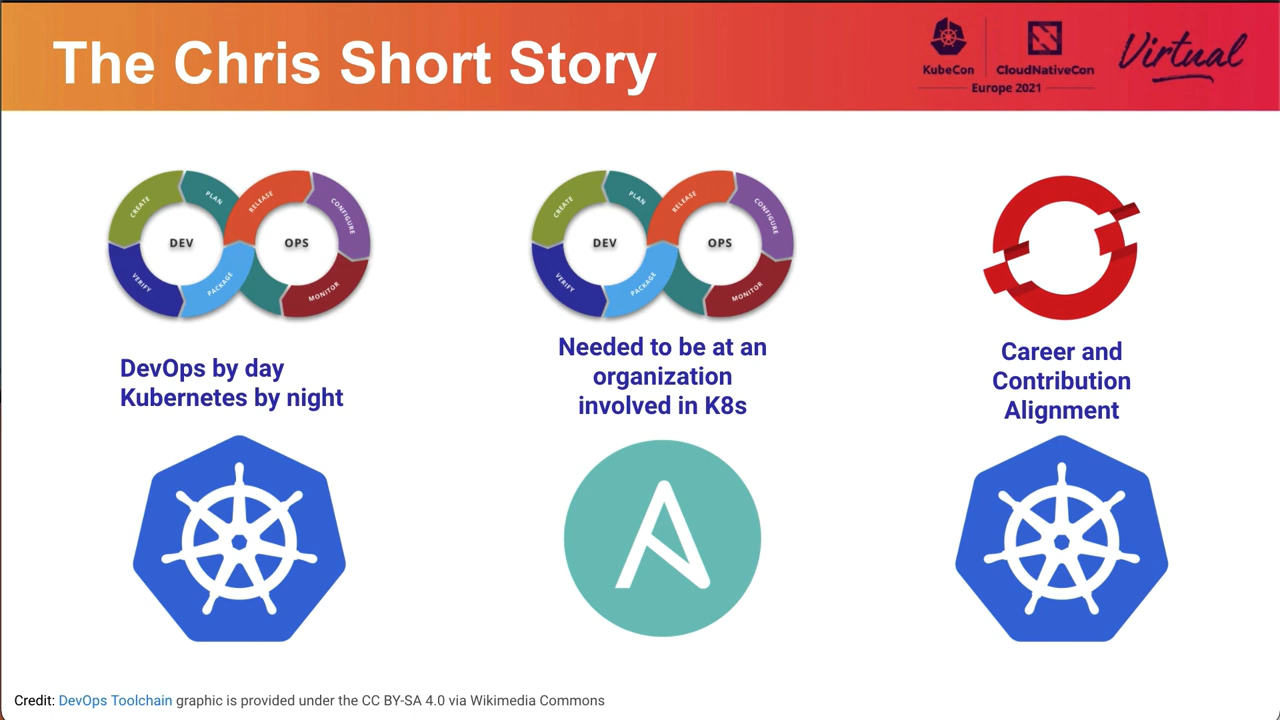 The Chris Short Story
KubeCon
CloudNativeCon
Europe 2021
Virtual
CREATE
PLAN
RELEASE
CONFIGURE
DEV
OPS
VERIFY
PACKAGE
MONITOR
CREATE
PLAN
RELEASE
CONFIGURE
DEV
OPS
VERIFY
PACKAGE
MONITOR
DevOps by day
Kubernetes by night
Needed to be at an
organization
involved in K8s
Career and
Contribution
Alignment
Credit: DevOps Toolchain graphic is provided under the CC BY-SA 4.0 via Wikimedia Commons